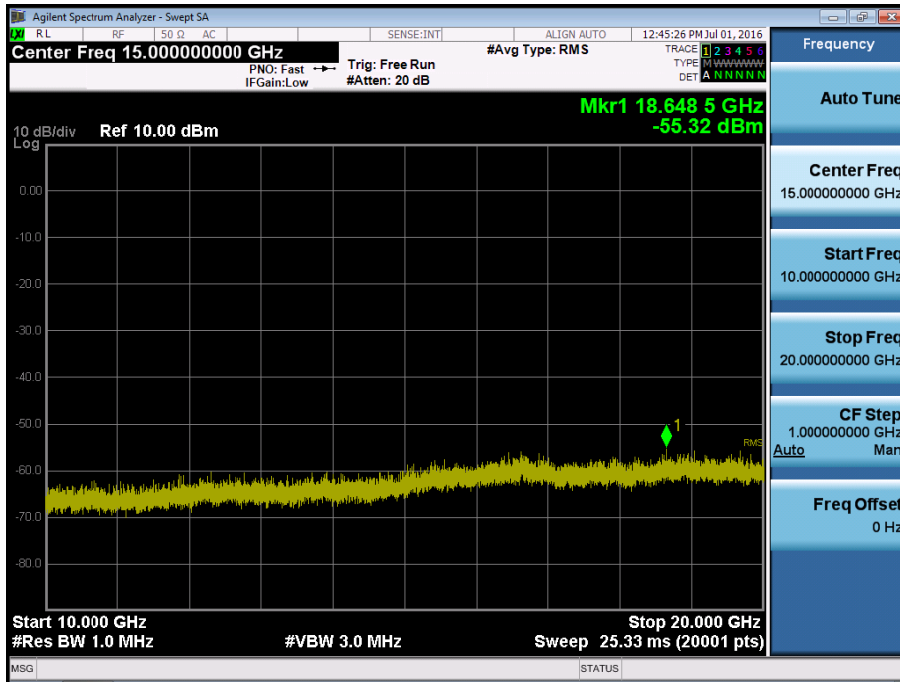 Agilent Spectrum Analyzer - Swept SA
LXI RL RF 50 Ω AC SENSE:INT ALIGN AUTO 12:45:26 PM Jul 01, 2016
Center Freq 15.000000000 GHz
PNO: Fast
IFGain:Low
Trig: Free Run
#Atten: 20 dB
#Avg Type: RMS
TRACE 1 2 3 4 5 6
TYPE M WWWWW
DET A N N N N N
Mkr1 18.648 5 GHz
-55.32 dBm
10 dB/div Ref 10.00 dBm
Log
0.00
-10.0
-20.0
-30.0
-40.0
-50.0
-60.0
-70.0
-80.0
1
RMS
Start 10.000 GHz Stop 20.000 GHz
#Res BW 1.0 MHz #VBW 3.0 MHz Sweep 25.33 ms (20001 pts)
MSG STATUS
Frequency
Auto Tune
Center Freq
15.000000000 GHz
Start Freq
10.000000000 GHz
Stop Freq
20.000000000 GHz
CF Step
1.000000000 GHz
Auto Man
Freq Offset
0 Hz